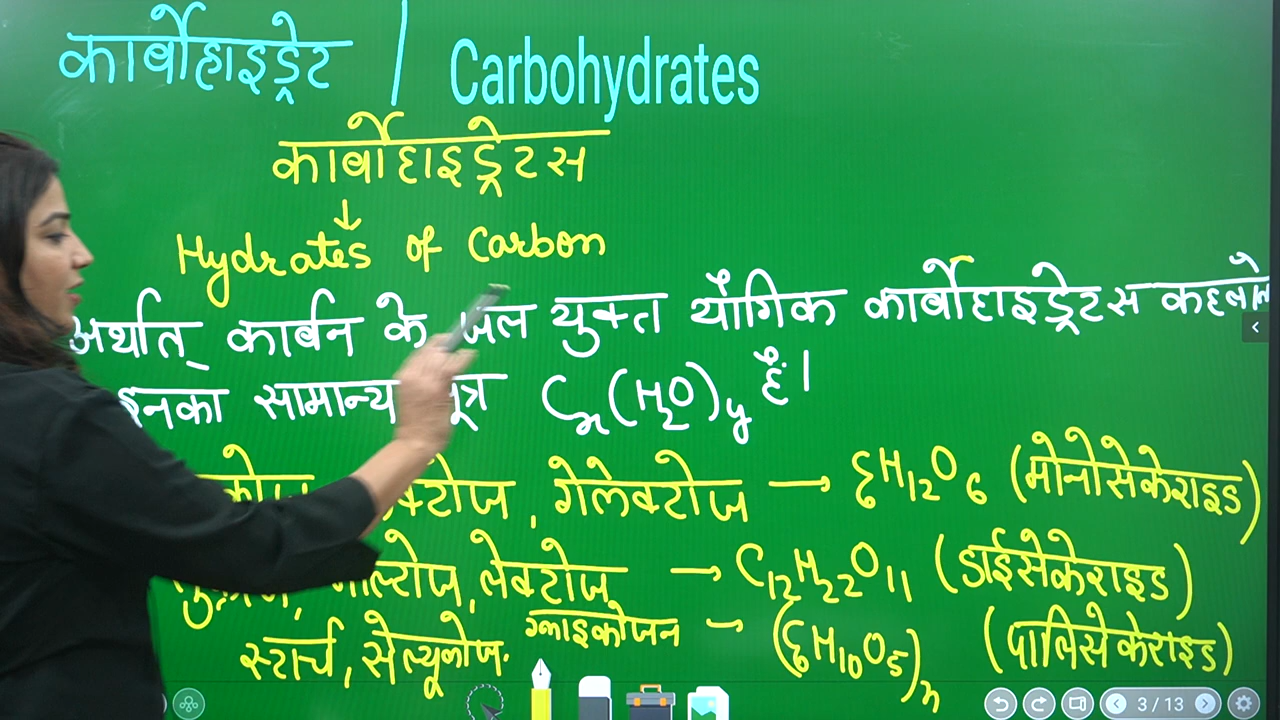 कार्बोहाइड्रेट / Carbohydrates
कार्बोहाइड्रेटस
↓
Hydrates of Carbon
अर्थात् कार्बन के जल युक्त यौगिक कार्बोहाइड्रेटस कहलाते
इनका सामान्य सूत्र Cx(H2O)y हैं।
गेलेक्टोज → C6H12O6 (मोनोसेकेराइड)
लेक्टोज → C12H22O11 (डाईसेकेराइड)
स्टार्च, सेल्यूलोज. ग्लाइकोजन → (C6H10O5)n (पालिसेकेराइड)
3 / 13